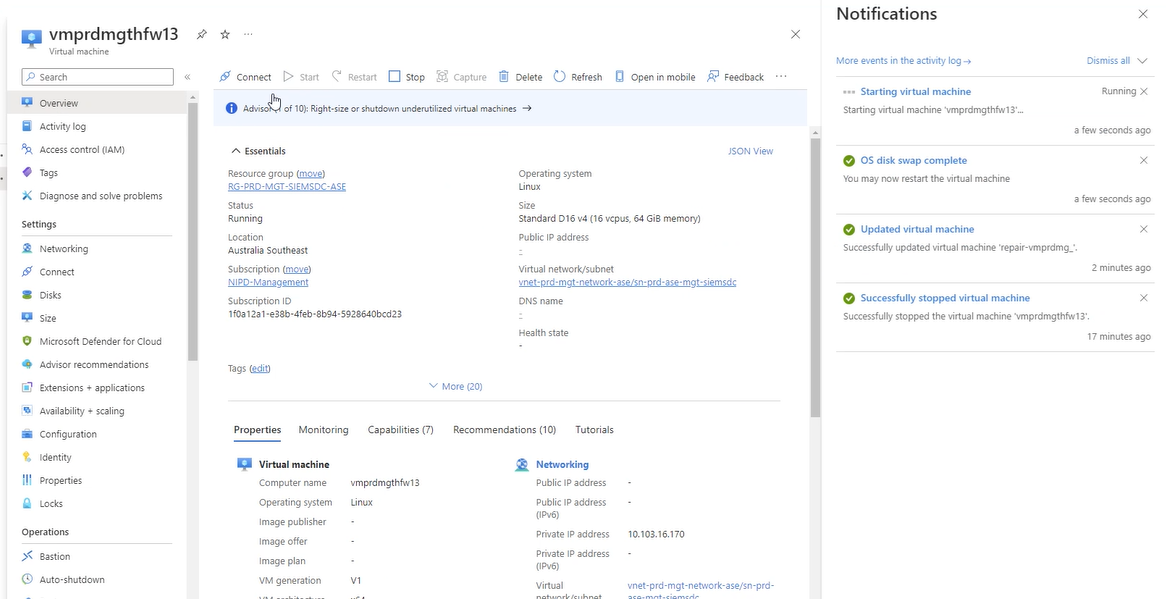 vmprdmgthfw13
Virtual machine
Search
Overview
Activity log
Access control (IAM)
Tags
Diagnose and solve problems
Settings
Networking
Connect
Disks
Size
Microsoft Defender for Cloud
Advisor recommendations
Extensions + applications
Availability + scaling
Configuration
Identity
Properties
Locks
Operations
Bastion
Auto-shutdown
Connect Start Restart Stop Capture Delete Refresh Open in mobile Feedback
Advisor of 10): Right-size or shutdown underutilized virtual machines →
Essentials
JSON View
Resource group (move)
RG-PRD-MGT-SIEMSDC-ASE
Status
Running
Location
Australia Southeast
Subscription (move)
NIPD-Management
Subscription ID
1f0a12a1-e38b-4feb-8b94-5928640bcd23
Operating system
Linux
Size
Standard D16 v4 (16 vcpus, 64 GiB memory)
Public IP address
-
Virtual network/subnet
vnet-prd-mgt-network-ase/sn-prd-ase-mgt-siemsdc
DNS name
-
Health state
-
Tags (edit)
More (20)
Properties Monitoring Capabilities (7) Recommendations (10) Tutorials
Virtual machine
Computer name vmprdmgthfw13
Operating system Linux
Image publisher -
Image offer -
Image plan -
VM generation V1
Networking
Public IP address -
Public IP address -
(IPv6)
Private IP address 10.103.16.170
Private IP address -
(IPv6)
Virtual vnet-prd-mgt-network-ase/sn-prd-
network/subnet ase-mgt-siemsdc
Notifications
More events in the activity log → Dismiss all
Starting virtual machine Running
Starting virtual machine 'vmprdmgthfw13'...
a few seconds ago
OS disk swap complete
You may now restart the virtual machine
a few seconds ago
Updated virtual machine
Successfully updated virtual machine 'repair-vmprdmg_'.
2 minutes ago
Successfully stopped virtual machine
Successfully stopped the virtual machine 'vmprdmgthfw13'.
17 minutes ago